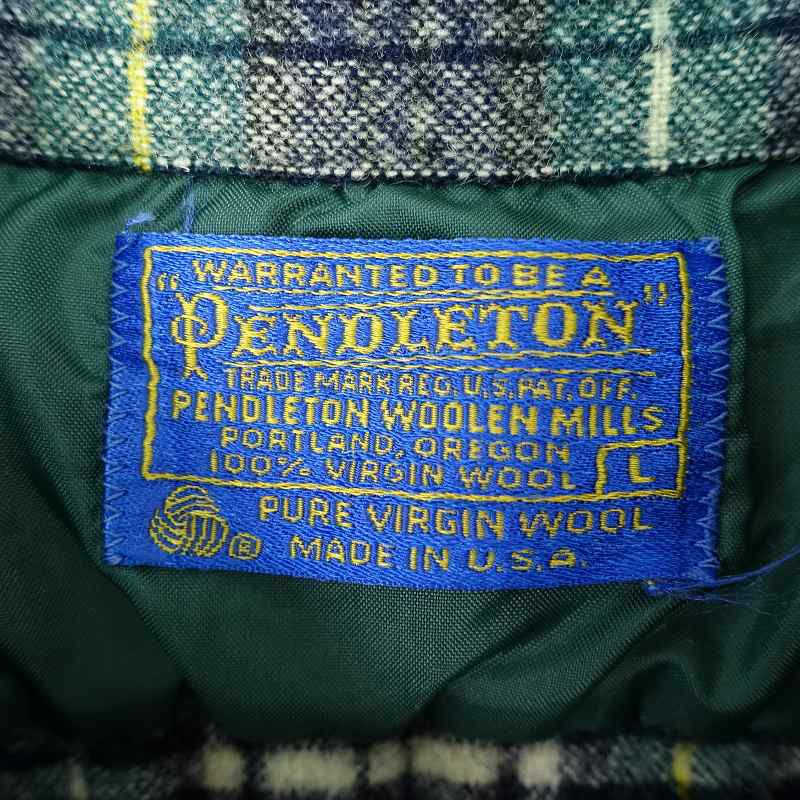 WARRANTED TO BE A
"PENDLETON"
TRADE MARK REG. U.S. PAT. OFF.
PENDLETON WOOLEN MILLS
PORTLAND, OREGON
100% VIRGIN WOOL L
PURE VIRGIN WOOL
® MADE IN U.S.A.